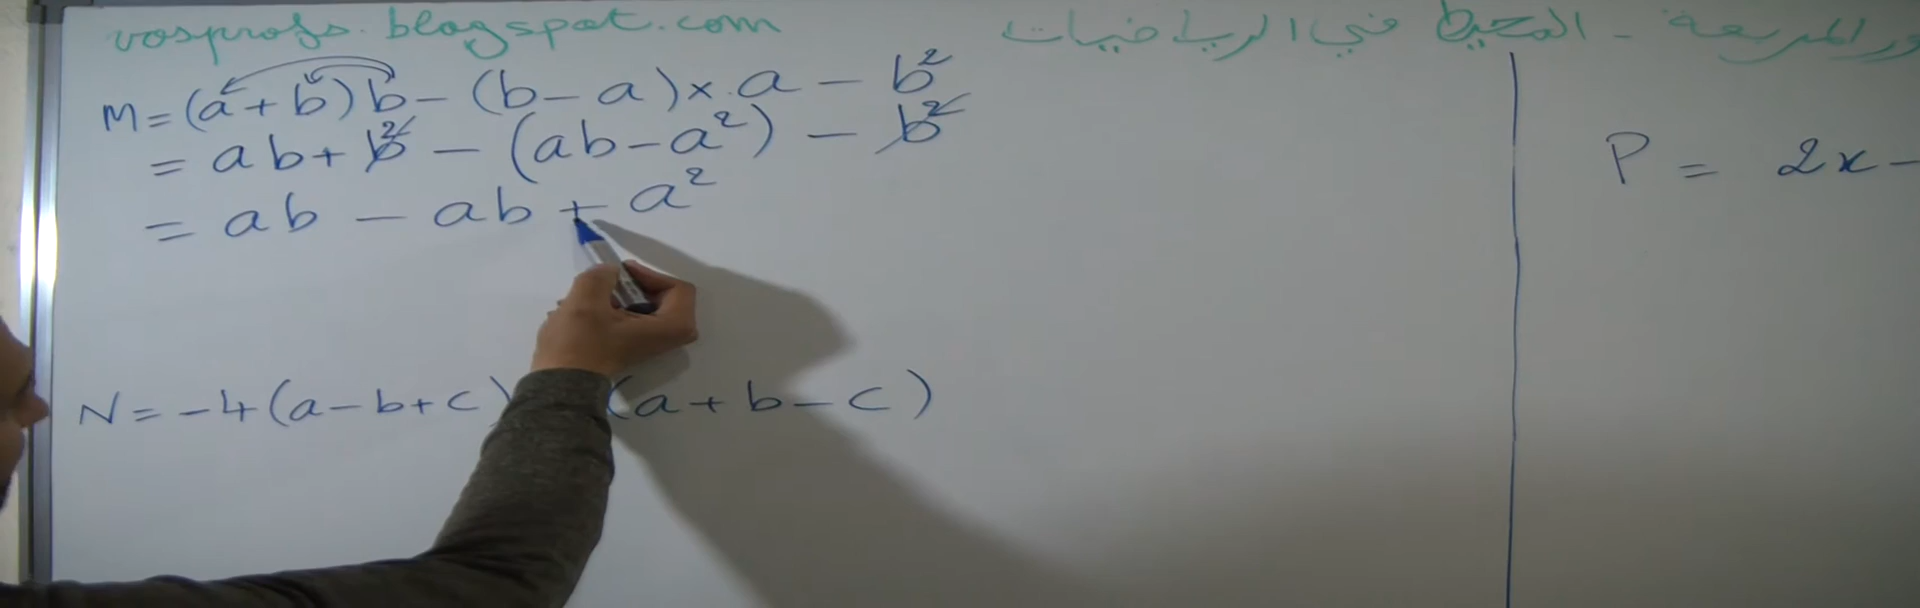 vosprofs.blogspot.com
المحيط في الرياضيات -
M = (a + b) b - (b - a) × a - b²
= ab + b² - (ab - a²) - b²
= ab - ab + a²
N = -4(a - b + c) (a + b - c)
P = 2x -